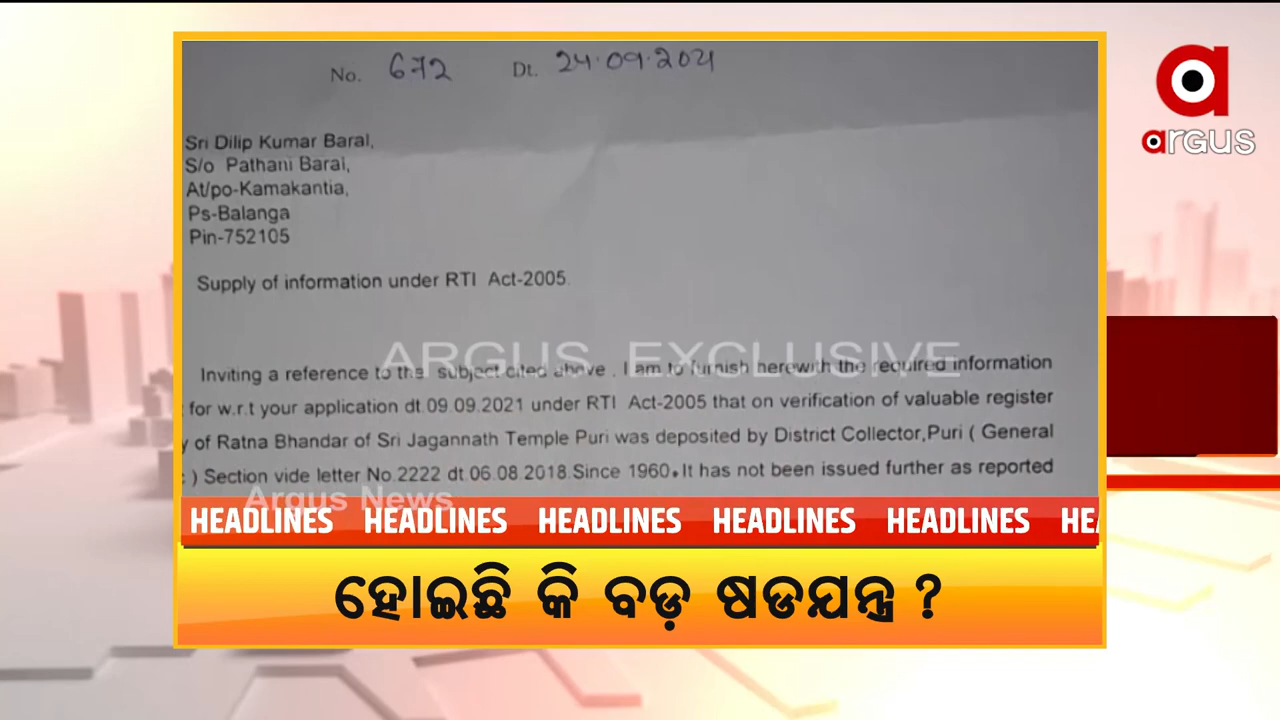 No. 672 Dt. 24.09.2021
Sri Dilip Kumar Baral,
S/o Pathani Baral,
At/po-Kamakantia,
Ps-Balanga
Pin-752105
Supply of information under RTI Act-2005.
ARGUS EXCLUSIVE
Inviting a reference to the subject cited above , I am to furnish herewith the required information
for w.r.t your application dt.09.09.2021 under RTI Act-2005 that on verification of valuable register
y of Ratna Bhandar of Sri Jagannath Temple Puri was deposited by District Collector,Puri ( General
) Section vide letter No.2222 dt.06.08.2018.Since 1960.It has not been issued further as reported
Argus News
HEADLINES HEADLINES HEADLINES HEADLINES HEADLINES HE
ହୋଇଛି କି ବଡ଼ ଷଡଯନ୍ତ୍ର ?
argus